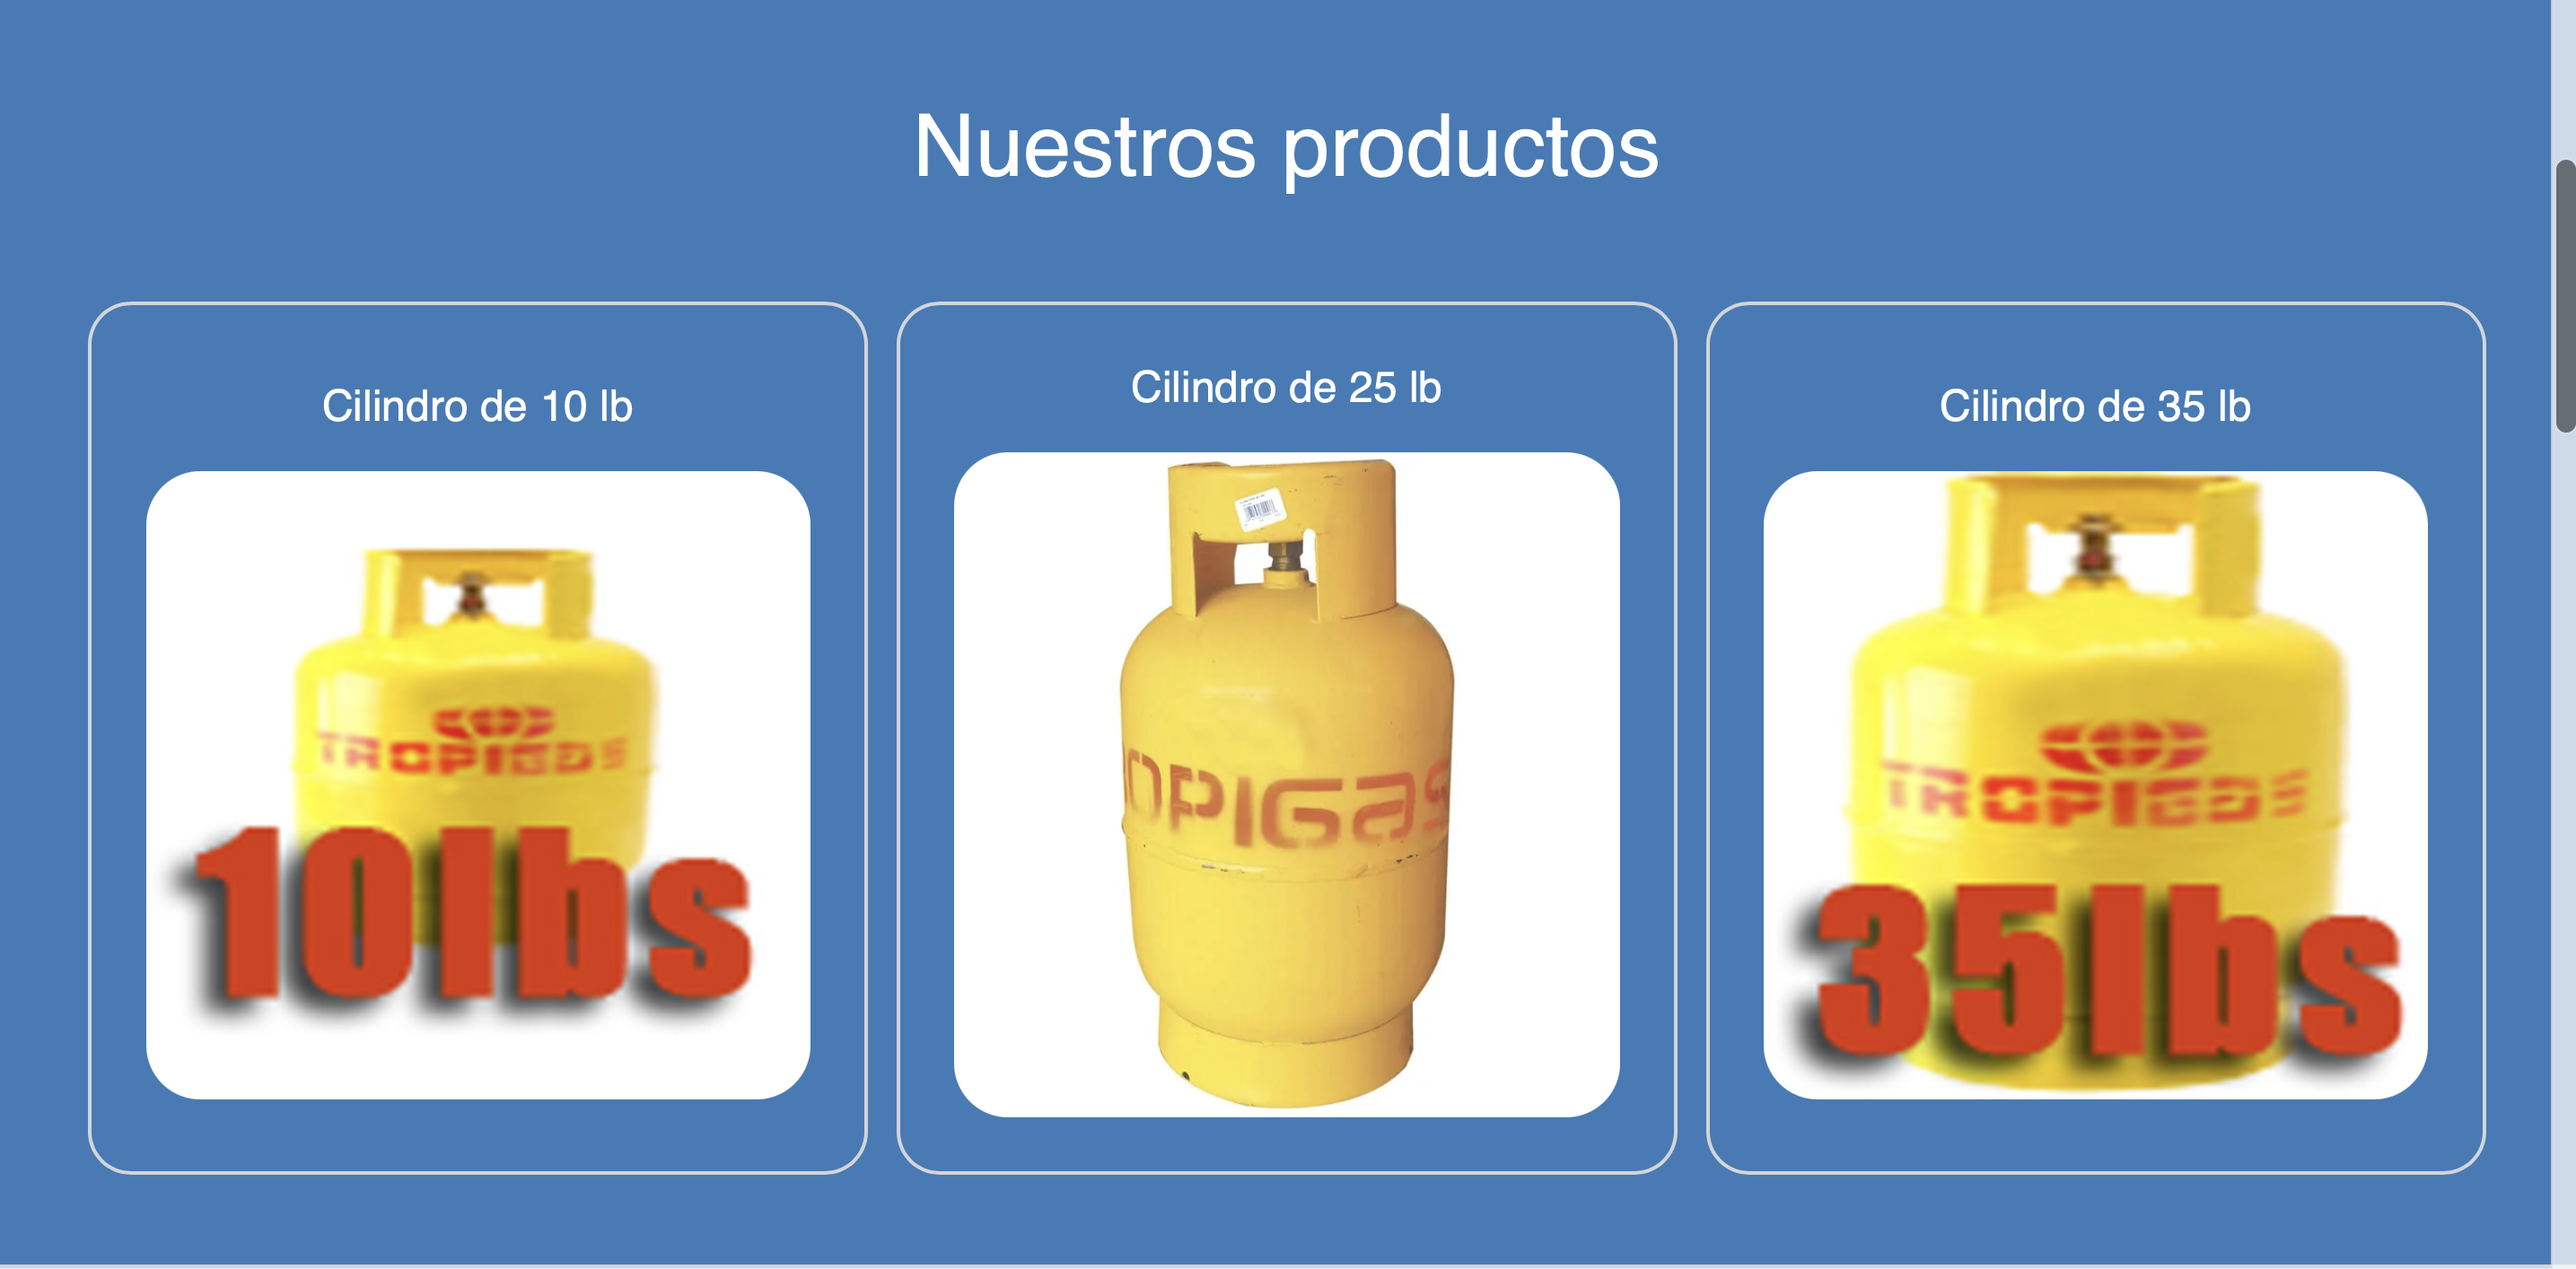 Nuestros productos
Cilindro de 10 lb
TROPIGAS
10lbs
Cilindro de 25 lb
OPIGAS
Cilindro de 35 lb
TROPIGAS
35lbs